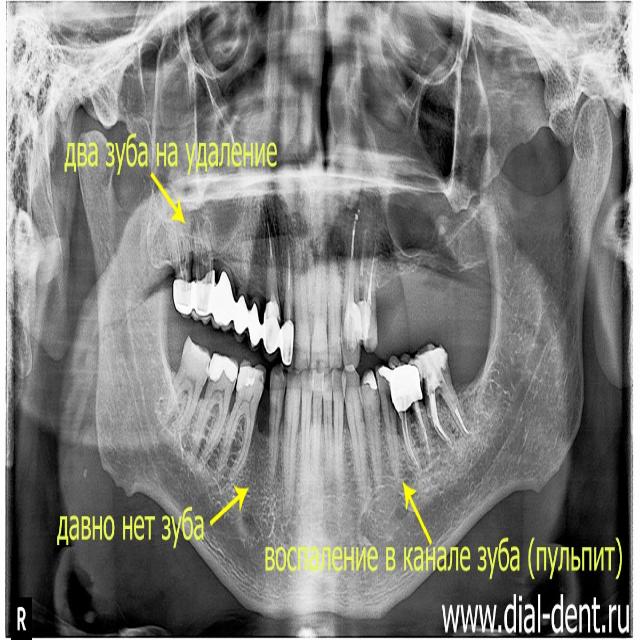 два зуба на удаление
давно нет зуба
воспаление в канале зуба (пульпит)
www.dial-dent.ru
R